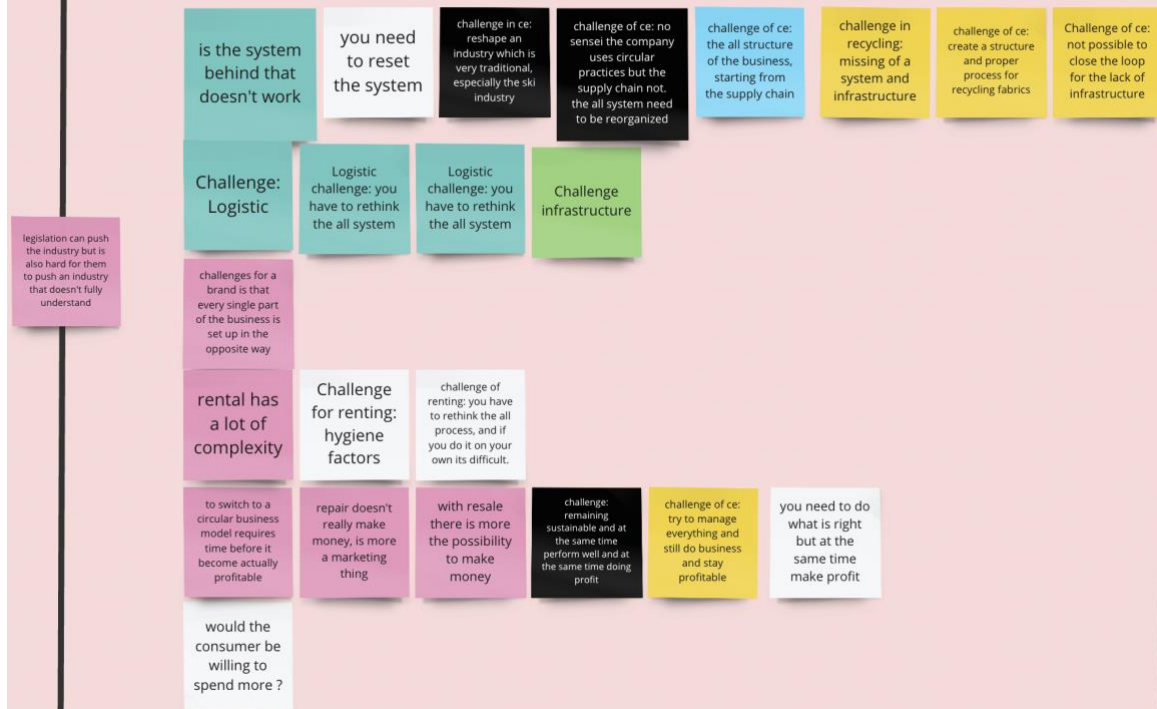 is the system
behind that
doesn't work
you need
to reset
the system
challenge in ce:
reshape an
industry which is
very traditional,
especially the ski
industry
challenge of ce: no
sensei the company
uses circular
practices but the
supply chain not.
the all system need
to be reorganized
challenge of ce:
the all structure
of the business,
starting from
the supply chain
challenge in
recycling:
missing of a
system and
infrastructure
challenge of ce:
create a structure
and proper
process for
recycling fabrics
Challenge of ce:
not possible to
close the loop
for the lack of
infrastructure
Challenge:
Logistic
Logistic
challenge: you
have to rethink
the all system
Logistic
challenge: you
have to rethink
the all system
Challenge
infrastructure
legislation can push
the industry but is
also hard for them
to push an industry
that doesn't fully
understand
challenges for a
brand is that
every single part
of the business is
set up in the
opposite way
rental has
a lot of
complexity
Challenge
for renting:
hygiene
factors
challenge of
renting: you have
to rethink the all
process, and if
you do it on your
own its difficult.
to switch to a
circular business
model requires
time before it
become actually
profitable
repair doesn't
really make
money, is more
a marketing
thing
with resale
there is more
the possibility
to make
money
challenge:
remaining
sustainable and at
the same time
perform well and at
the same time doing
profit
challenge of ce:
try to manage
everything and
still do business
and stay
profitable
you need to do
what is right
but at the
same time
make profit
would the
consumer be
willing to
spend more ?